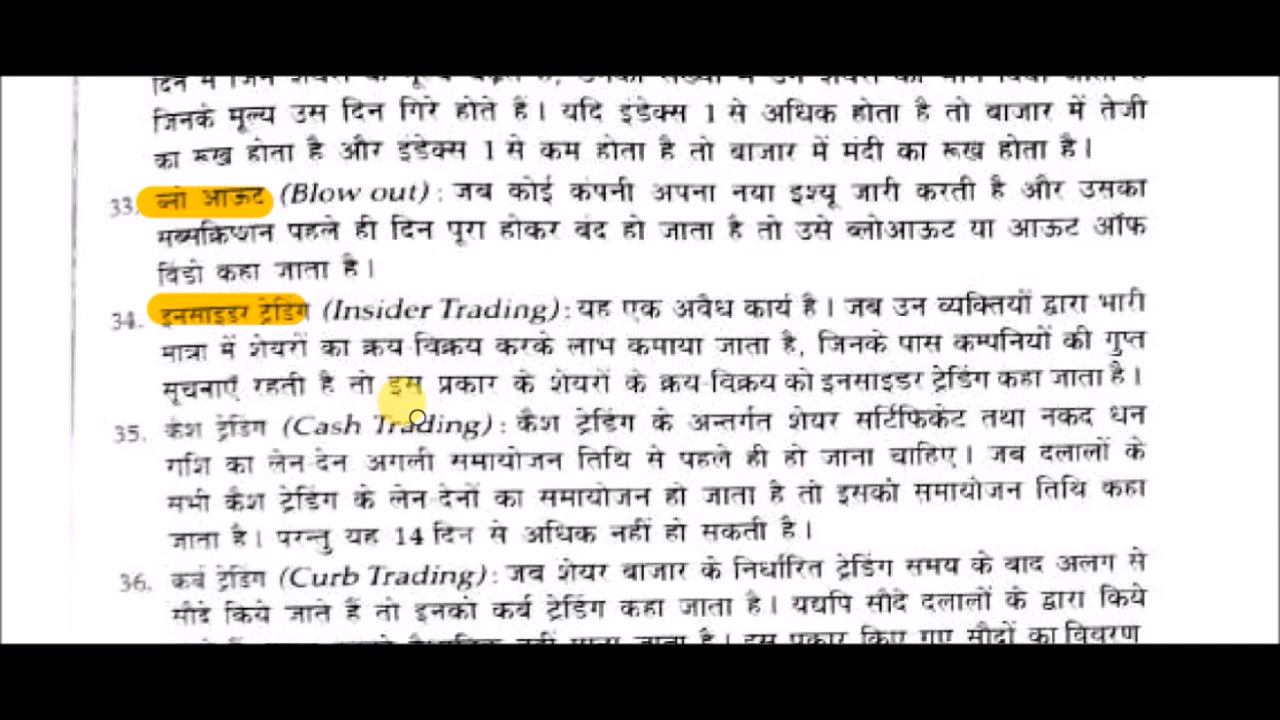 जिनके मूल्य उस दिन गिरे होते हैं। यदि इंडेक्स 1 से अधिक होता है तो बाजार में तेजी
का रूख होता है और इंडेक्स 1 से कम होता है तो बाजार में मंदी का रूख होता है।
33. ब्लो आऊट (Blow out) : जब कोई कंपनी अपना नया इश्यू जारी करती है और उसका
सब्सक्रिप्शन पहले ही दिन पूरा होकर बंद हो जाता है तो उसे ब्लोआऊट या आऊट ऑफ
विंडो कहा जाता है।
34. इनसाइडर ट्रेडिंग (Insider Trading) : यह एक अवैध कार्य है। जब उन व्यक्तियों द्वारा भारी
मात्रा में शेयरों का क्रय-विक्रय करके लाभ कमाया जाता है, जिनके पास कम्पनियों की गुप्त
सूचनाएँ रहती है तो इस प्रकार के शेयरों के क्रय-विक्रय को इनसाइडर ट्रेडिंग कहा जाता है।
35. कैश ट्रेडिंग (Cash Trading) : कैश ट्रेडिंग के अन्तर्गत शेयर सर्टिफिकेट तथा नकद धन
राशि का लेन-देन अगली समायोजन तिथि से पहले ही हो जाना चाहिए। जब दलालों के
सभी कैश ट्रेडिंग के लेन-देनों का समायोजन हो जाता है तो इसको समायोजन तिथि कहा
जाता है। परन्तु यह 14 दिन से अधिक नहीं हो सकती है।
36. कर्ब ट्रेडिंग (Curb Trading) : जब शेयर बाजार के निर्धारित ट्रेडिंग समय के बाद अलग से
सौदे किये जाते हैं तो इनको कर्ब ट्रेडिंग कहा जाता है। यद्यपि सौदे दलालों के द्वारा किये
जाता है। इस प्रकार किए गए सौदों का विवरण